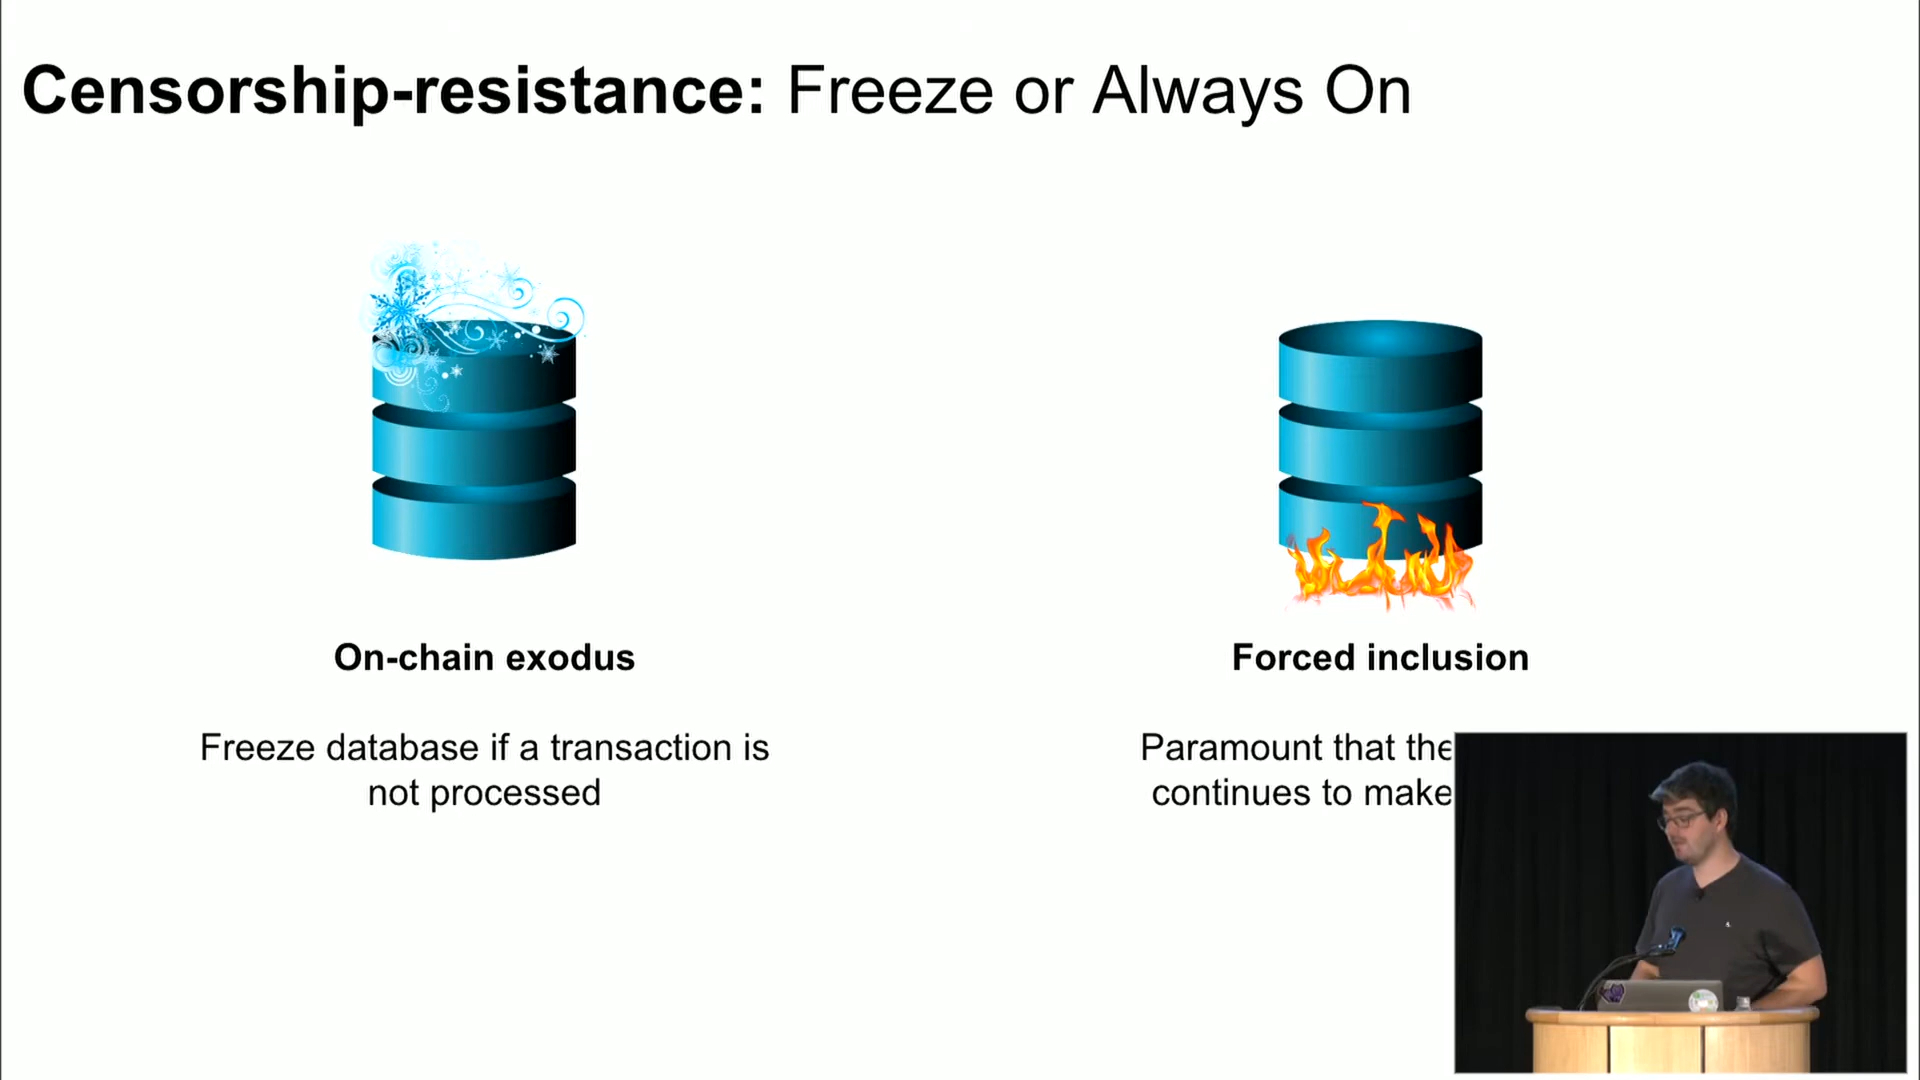 Censorship-resistance: Freeze or Always On
On-chain exodus
Freeze database if a transaction is
not processed
Forced inclusion
Paramount that the
continues to make